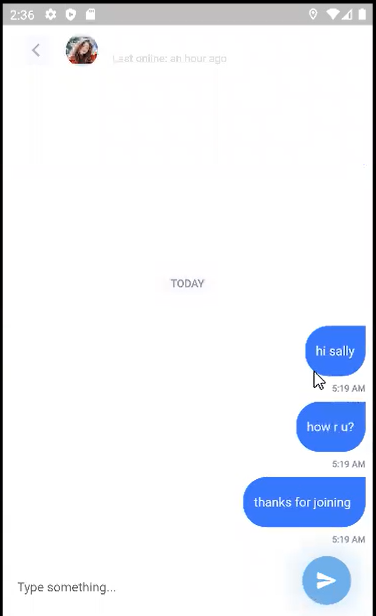 2:36
Last online: an hour ago
TODAY
hi sally
5:19 AM
how r u?
5:19 AM
thanks for joining
5:19 AM
Type something...